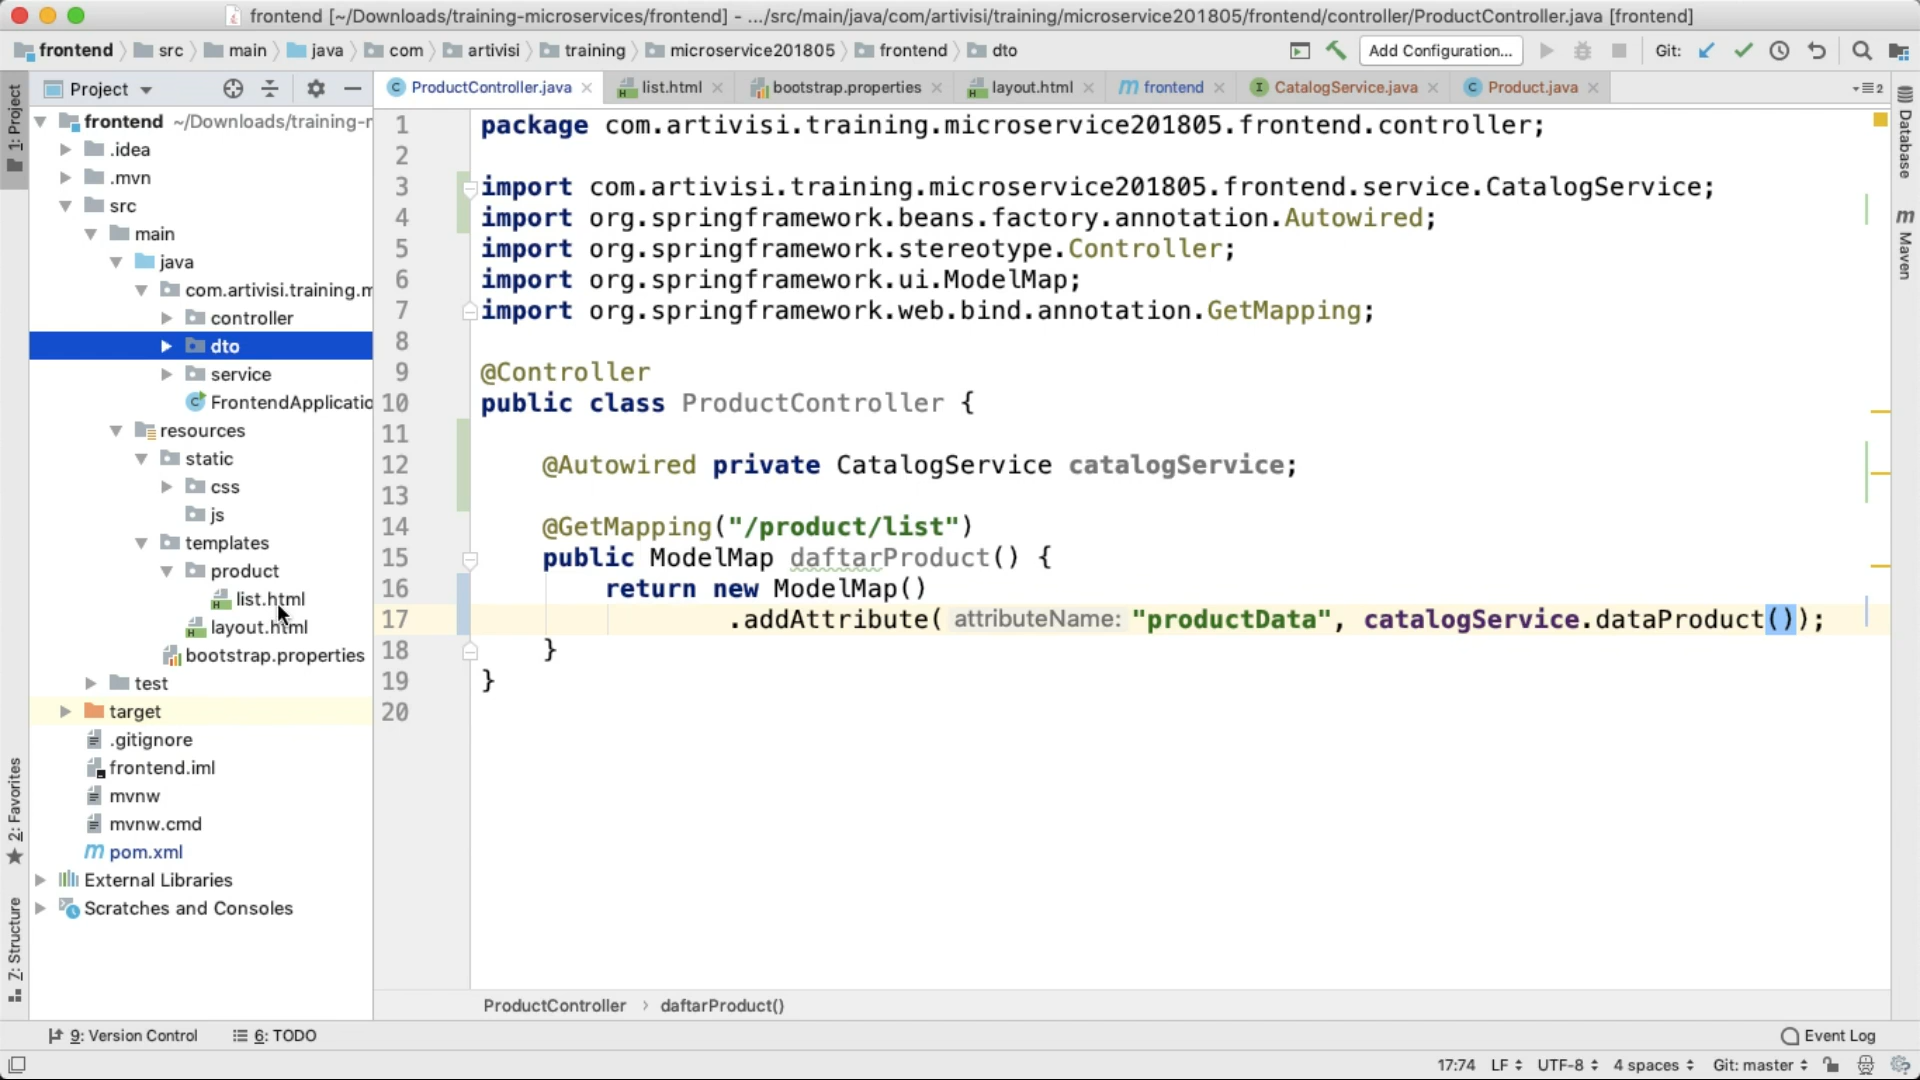 frontend [~/Downloads/training-microservices/frontend] - .../src/main/java/com/artivisi/training/microservice201805/frontend/controller/ProductController.java [frontend]
frontend src main java com artivisi training microservice201805 frontend dto Add Configuration... Git:
Project ProductController.java list.html bootstrap.properties layout.html m frontend CatalogService.java Product.java 2
1: Project
2: Favorites
7: Structure
frontend ~/Downloads/training-r
.idea
.mvn
src
main
java
com.artivisi.training.m
controller
dto
service
FrontendApplicatio
resources
static
css
js
templates
product
list.html
layout.html
bootstrap.properties
test
target
.gitignore
frontend.iml
mvnw
mvnw.cmd
m pom.xml
External Libraries
Scratches and Consoles
1 package com.artivisi.training.microservice201805.frontend.controller;
2
3 import com.artivisi.training.microservice201805.frontend.service.CatalogService;
4 import org.springframework.beans.factory.annotation.Autowired;
5 import org.springframework.stereotype.Controller;
6 import org.springframework.ui.ModelMap;
7 import org.springframework.web.bind.annotation.GetMapping;
8
9 @Controller
10 public class ProductController {
11
12 @Autowired private CatalogService catalogService;
13
14 @GetMapping("/product/list")
15 public ModelMap daftarProduct() {
16 return new ModelMap()
17 .addAttribute( attributeName: "productData", catalogService.dataProduct());
18 }
19 }
20
Database
m Maven
ProductController › daftarProduct()
9: Version Control 6: TODO Event Log
17:74 LF UTF-8 4 spaces Git: master